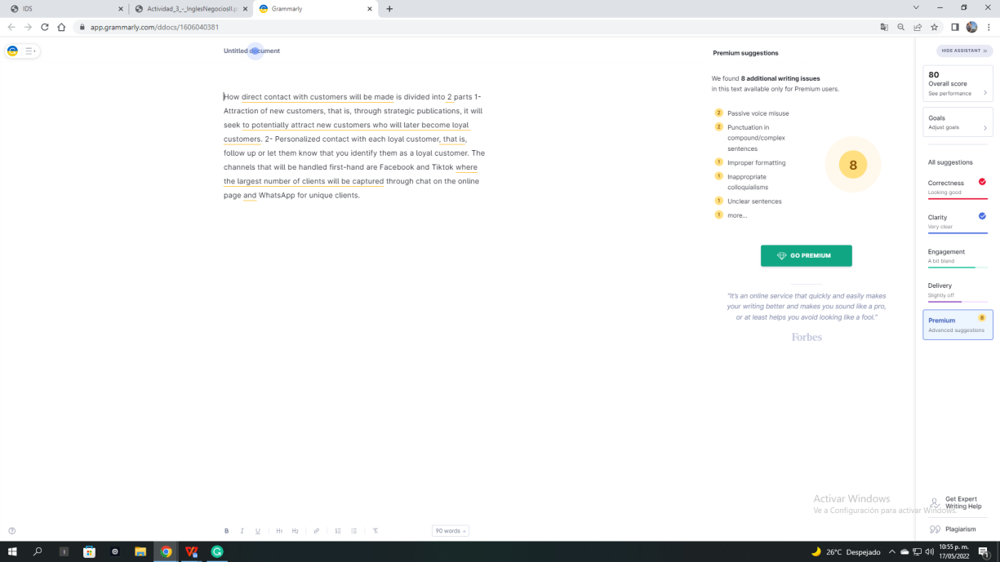 IDS
Actividad_3_-_InglesNegociosII.p
Grammarly
app.grammarly.com/ddocs/1606040381
Untitled document
How direct contact with customers will be made is divided into 2 parts 1-
Attraction of new customers, that is, through strategic publications, it will
seek to potentially attract new customers who will later become loyal
customers. 2- Personalized contact with each loyal customer, that is,
follow up or let them know that you identify them as a loyal customer. The
channels that will be handled first-hand are Facebook and Tiktok where
the largest number of clients will be captured through chat on the online
page and WhatsApp for unique clients.
B I U H1 H2
90 words
Premium suggestions
We found 8 additional writing issues
in this text available only for Premium users.
2 Passive voice misuse
2 Punctuation in
compound/complex
sentences
1 Improper formatting
1 Inappropriate
colloquialisms
1 Unclear sentences
1 more...
8
GO PREMIUM
"It's an online service that quickly and easily makes
your writing better and makes you sound like a pro,
or at least helps you avoid looking like a fool."
Forbes
HIDE ASSISTANT
80
Overall score
See performance
Goals
Adjust goals
All suggestions
Correctness
Looking good
Clarity
Very clear
Engagement
A bit bland
Delivery
Slightly off
Premium 8
Advanced suggestions
Activar Windows
Ve a Configuración para activar Windows.
Get Expert
Writing Help
Plagiarism
26°C Despejado
10:55 p. m.
17/05/2022
1